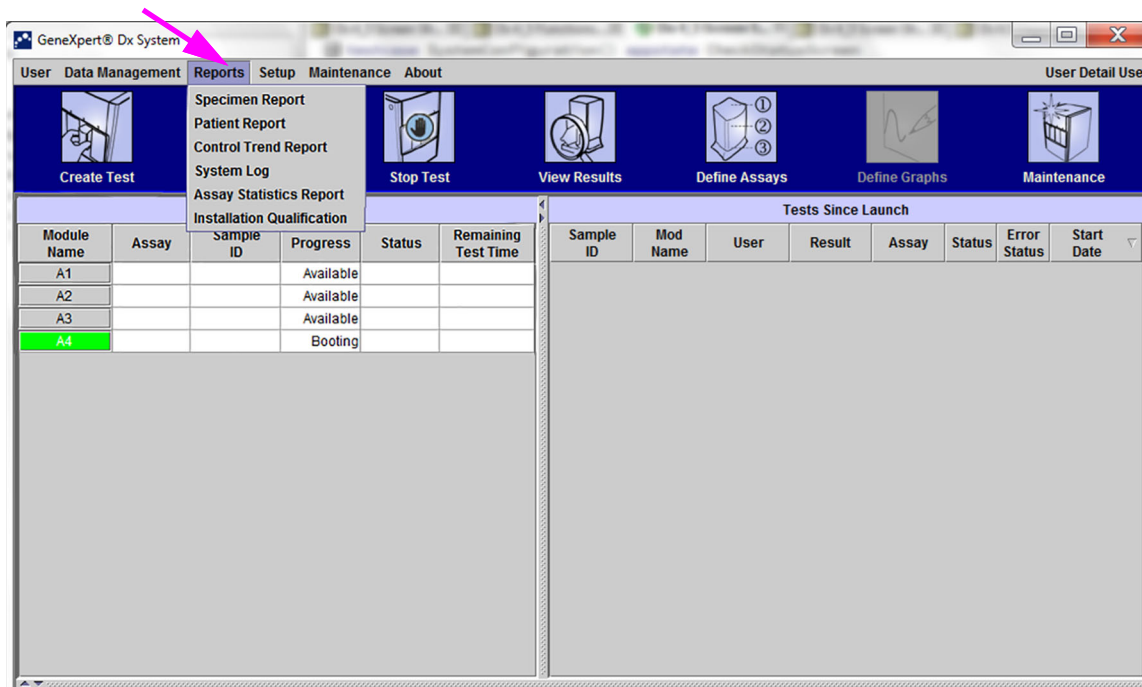 GeneXpert® Dx System
User Data Management Reports Setup Maintenance About User Detail Use
Specimen Report
Patient Report
Control Trend Report
System Log
Assay Statistics Report
Installation Qualification
Create Test Stop Test View Results Define Assays Define Graphs Maintenance
① ② ③
Tests Since Launch
Module Name Assay Sample ID Progress Status Remaining Test Time
Sample ID Mod Name User Result Assay Status Error Status Start Date
A1 Available
A2 Available
A3 Available
A4 Booting